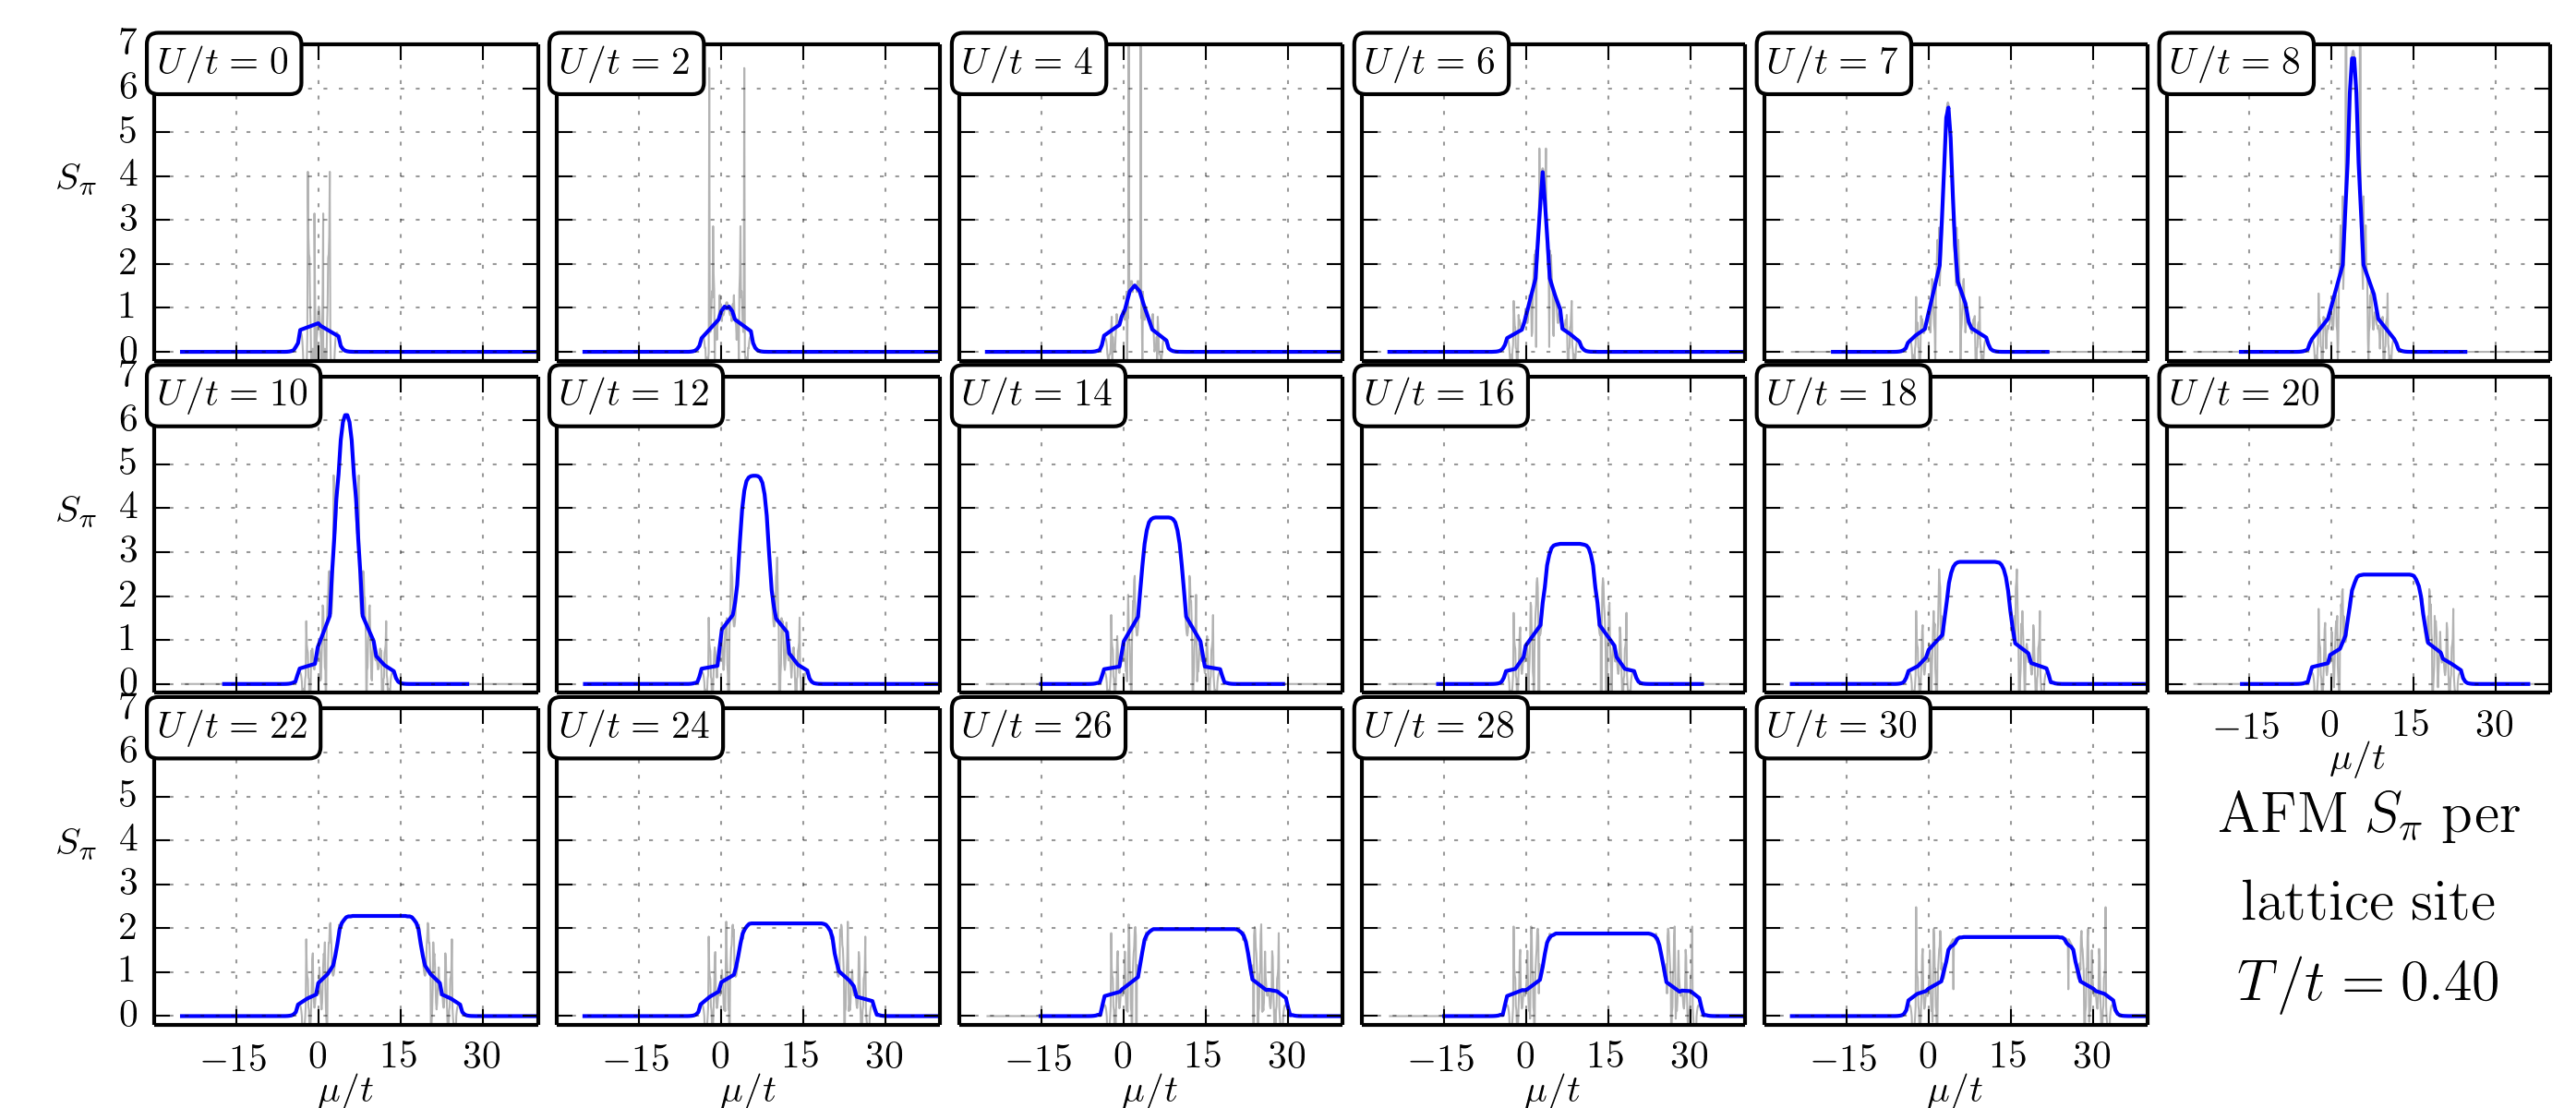 U/t = 0
U/t = 2
U/t = 4
U/t = 6
U/t = 7
U/t = 8
7
6
5
4
3
2
1
0
S_π
U/t = 10
U/t = 12
U/t = 14
U/t = 16
U/t = 18
U/t = 20
7
6
5
4
3
2
1
0
S_π
−15 0 15 30
μ/t
U/t = 22
U/t = 24
U/t = 26
U/t = 28
U/t = 30
7
6
5
4
3
2
1
0
S_π
−15 0 15 30
μ/t
−15 0 15 30
μ/t
−15 0 15 30
μ/t
−15 0 15 30
μ/t
−15 0 15 30
μ/t
AFM S_π per
lattice site
T/t = 0.40